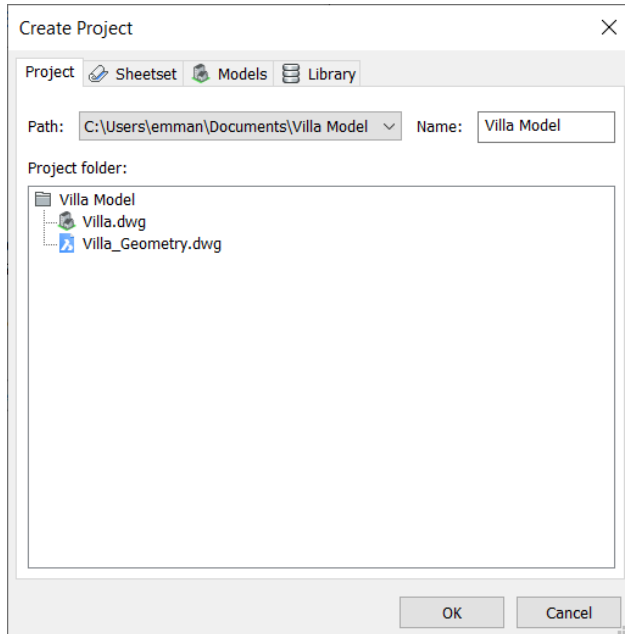 Create Project
Project Sheetset Models Library
Path: C:\Users\emman\Documents\Villa Model Name: Villa Model
Project folder:
Villa Model
Villa.dwg
Villa_Geometry.dwg
OK Cancel